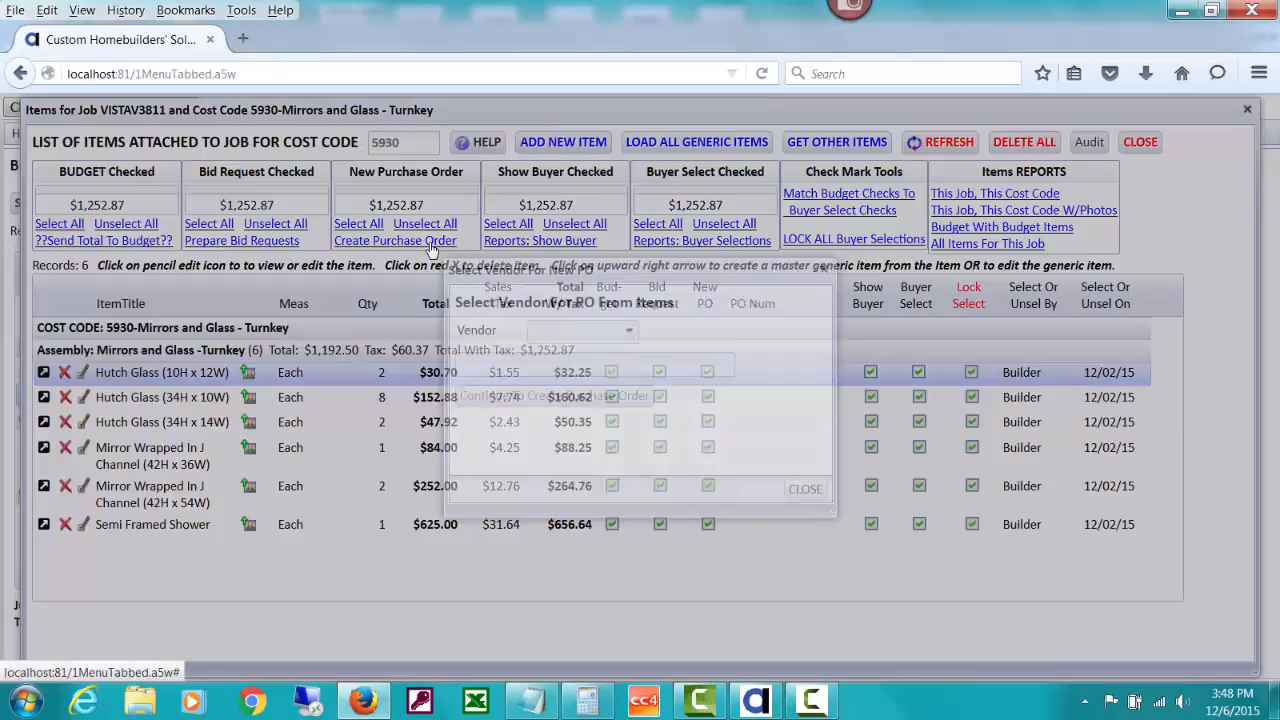 File Edit View History Bookmarks Tools Help
Custom Homebuilders' Sol...
localhost:81/1MenuTabbed.a5w
Search
Items for Job VISTAV3811 and Cost Code 5930-Mirrors and Glass - Turnkey
LIST OF ITEMS ATTACHED TO JOB FOR COST CODE 5930 HELP ADD NEW ITEM LOAD ALL GENERIC ITEMS GET OTHER ITEMS REFRESH DELETE ALL Audit CLOSE
BUDGET Checked Bid Request Checked New Purchase Order Show Buyer Checked Buyer Select Checked Check Mark Tools Items REPORTS
$1,252.87 $1,252.87 $1,252.87 $1,252.87 $1,252.87 Match Budget Checks To This Job, This Cost Code
Buyer Select Checks This Job, This Cost Code W/Photos
Select All Unselect All Select All Unselect All Select All Unselect All Select All Unselect All Select All Unselect All Budget With Budget Items
??Send Total To Budget?? Prepare Bid Requests Create Purchase Order Reports: Show Buyer Reports: Buyer Selections LOCK ALL Buyer Selections All Items For This Job
Records: 6 Click on pencil edit icon to to view or edit the item. Click on red X to delete item. Click on upward right arrow to create a master generic item from the Item OR to edit the generic item.
Select Vendor For New PO
ItemTitle Meas Qty Total Sales Tax Total W/Tax Bud- Bid Request New PO PO Num Show Buyer Buyer Select Lock Select Select Or Unsel By Select Or Unsel On
Select Vendor For PO From Items
COST CODE: 5930-Mirrors and Glass - Turnkey
Vendor
Assembly: Mirrors and Glass -Turnkey (6) Total: $1,192.50 Tax: $60.37 Total With Tax: $1,252.87
Hutch Glass (10H x 12W) Each 2 $30.70 $1.55 $32.25 Builder 12/02/15
Hutch Glass (34H x 10W) Each 8 $152.88 $7.74 $160.62 Builder 12/02/15
Purchase Order
Hutch Glass (34H x 14W) Each 2 $47.92 $2.43 $50.35 Builder 12/02/15
Mirror Wrapped In J Channel (42H x 36W) Each 1 $84.00 $4.25 $88.25 Builder 12/02/15
Mirror Wrapped In J Channel (42H x 54W) Each 2 $252.00 $12.76 $264.76 Builder 12/02/15
CLOSE
Semi Framed Shower Each 1 $625.00 $31.64 $656.64 Builder 12/02/15
localhost:81/1MenuTabbed.a5w#
CC4
3:48 PM
12/6/2015